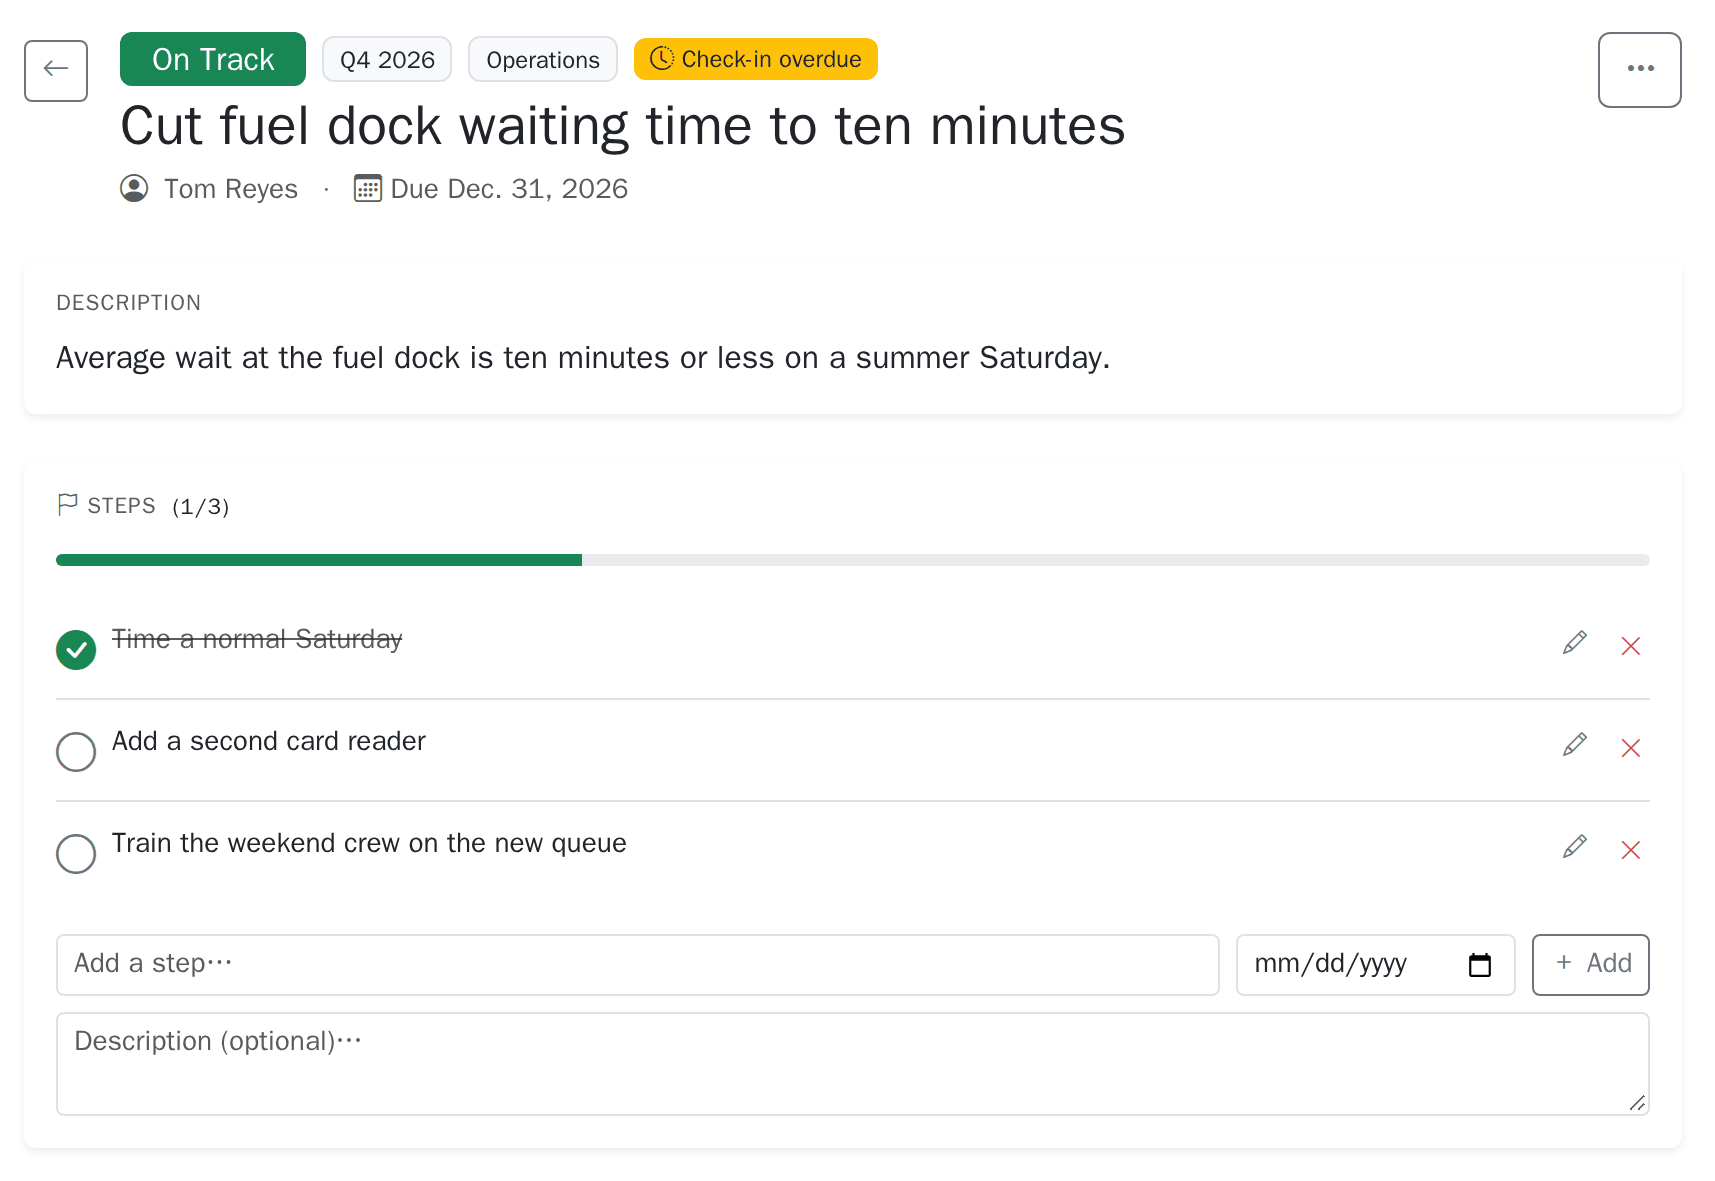 On Track
Q4 2026
Operations
Check-in overdue
Cut fuel dock waiting time to ten minutes
Tom Reyes · Due Dec. 31, 2026
DESCRIPTION
Average wait at the fuel dock is ten minutes or less on a summer Saturday.
STEPS (1/3)
Time a normal Saturday
Add a second card reader
Train the weekend crew on the new queue
Add a step…
mm/dd/yyyy
+ Add
Description (optional)…